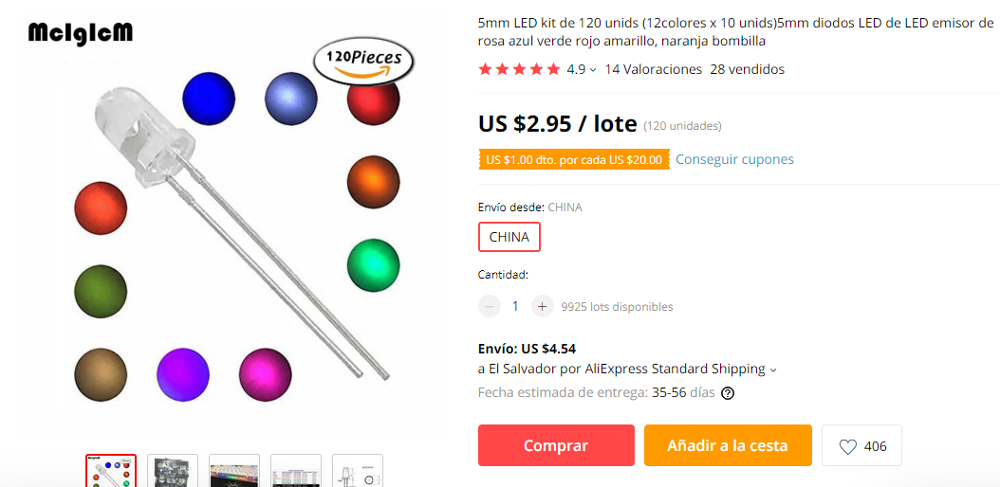 McIgIcM
120Pieces
5mm LED kit de 120 unids (12colores x 10 unids)5mm diodos LED de LED emisor de
rosa azul verde rojo amarillo, naranja bombilla
4.9 14 Valoraciones 28 vendidos
US $2.95 / lote (120 unidades)
US $1.00 dto. por cada US $20.00 Conseguir cupones
Envío desde: CHINA
CHINA
Cantidad:
− 1 + 9925 lots disponibles
Envío: US $4.54
a El Salvador por AliExpress Standard Shipping
Fecha estimada de entrega: 35-56 días ?
Comprar
Añadir a la cesta
406